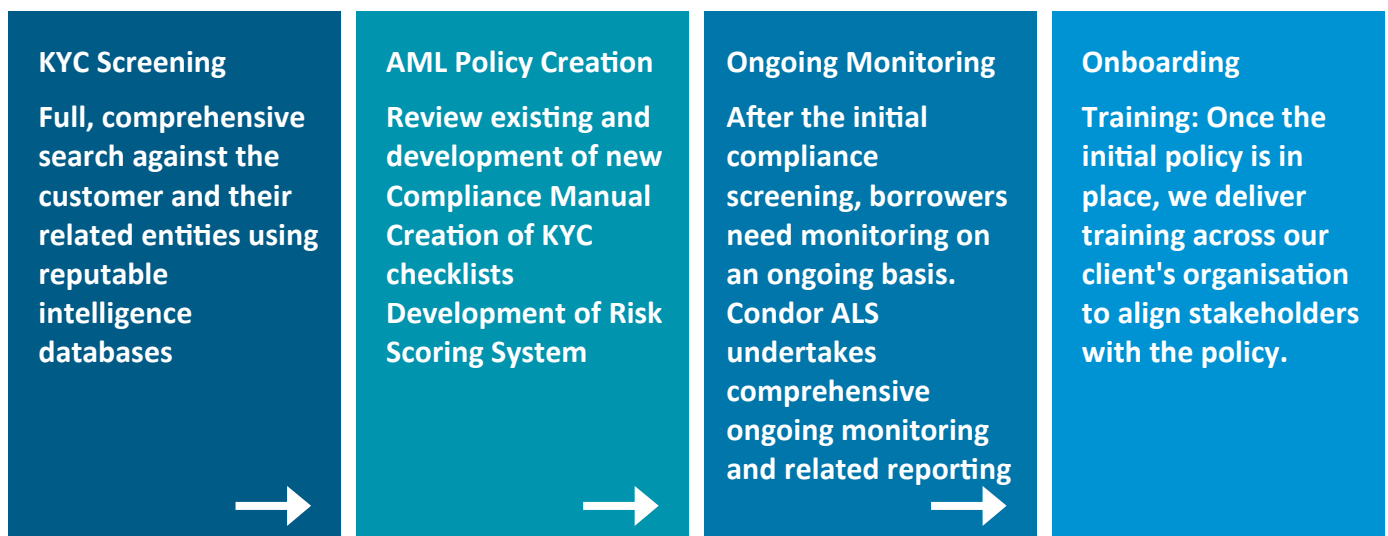 KYC Screening
Full, comprehensive
search against the
customer and their
related entities using
reputable
intelligence
databases
AML Policy Creation
Review existing and
development of new
Compliance Manual
Creation of KYC
checklists
Development of Risk
Scoring System
Ongoing Monitoring
After the initial
compliance
screening, borrowers
need monitoring on
an ongoing basis.
Condor ALS
undertakes
comprehensive
ongoing monitoring
and related reporting
Onboarding
Training: Once the
initial policy is in
place, we deliver
training across our
client's organisation
to align stakeholders
with the policy.